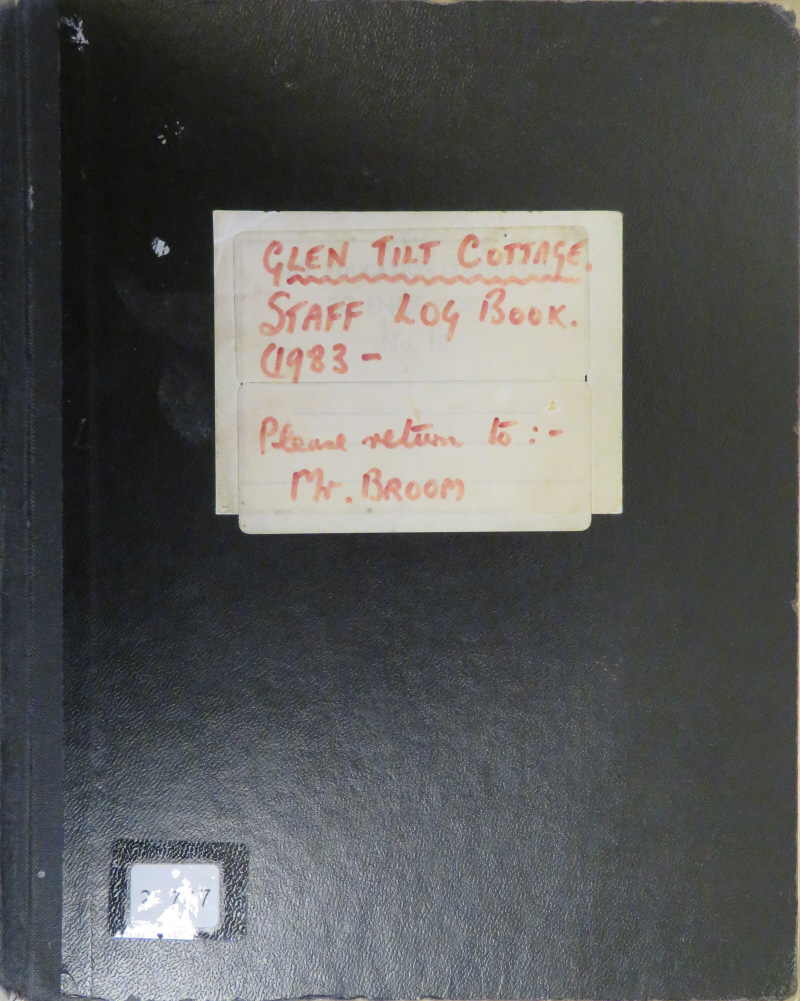 GLEN TILT COTTAGE.
STAFF LOG BOOK.
(1983 -
Please return to :-
Mr. BROOM